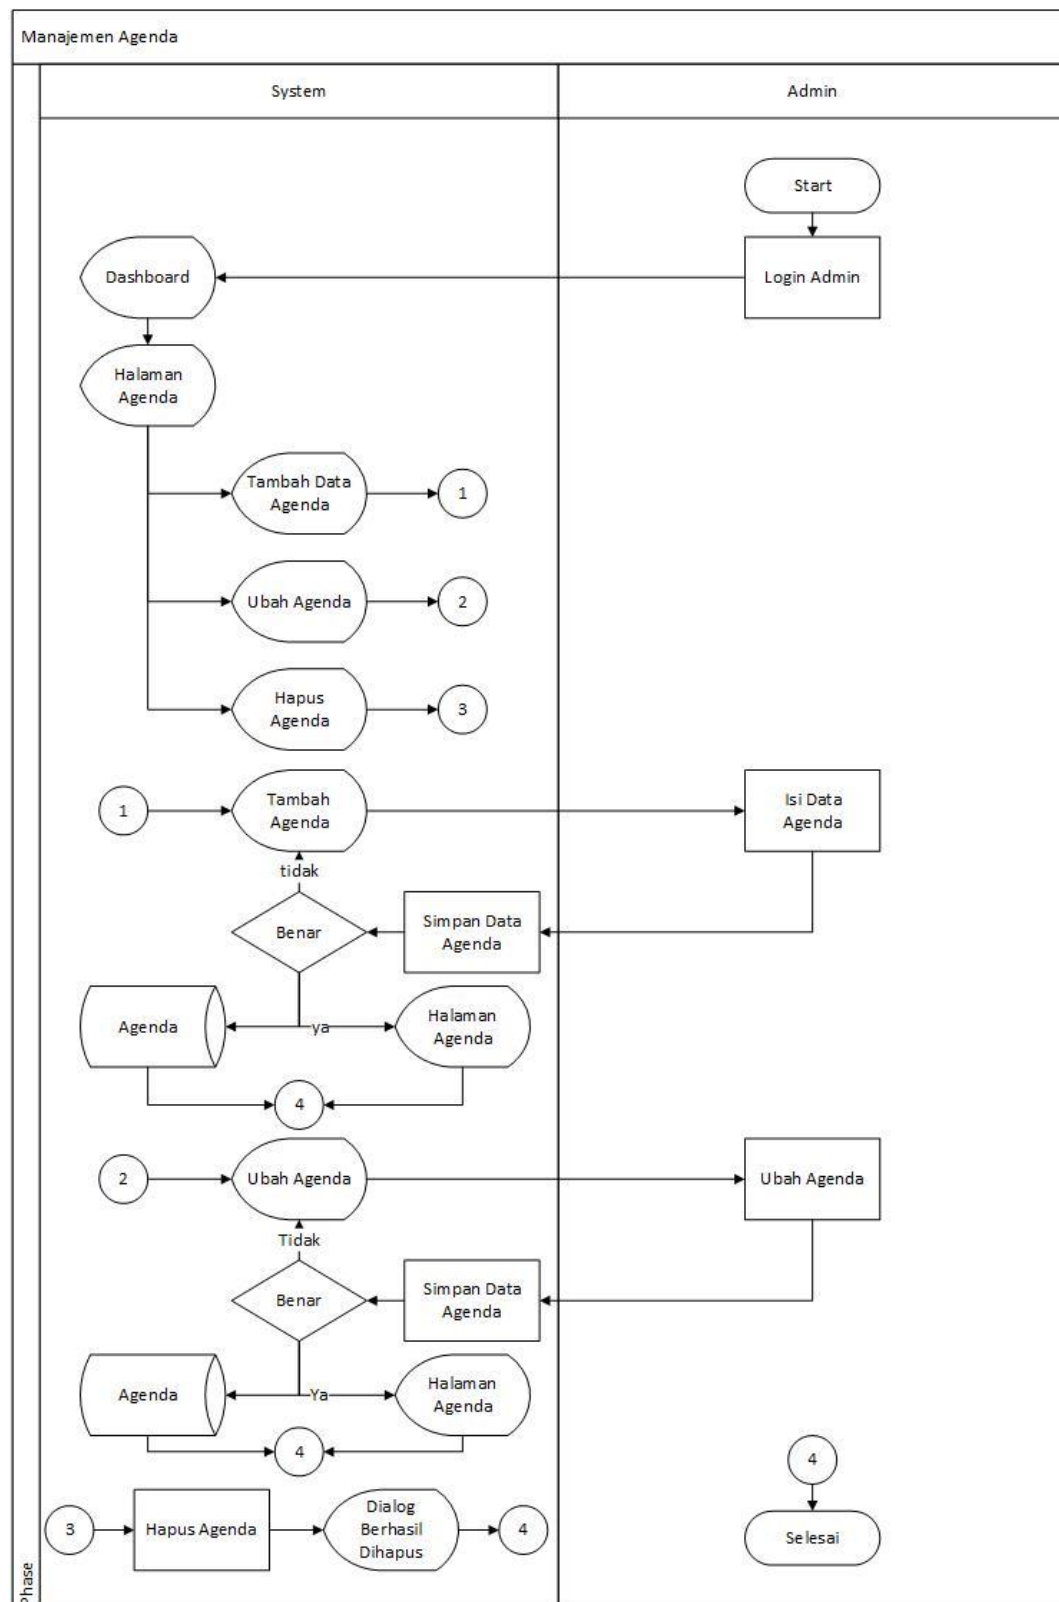 Manajemen Agenda
System
Admin
Start
Dashboard
Login Admin
Halaman
Agenda
Tambah Data
Agenda
1
Ubah Agenda
2
Hapus
Agenda
3
1
Tambah
Agenda
Isi Data
Agenda
tidak
Benar
Simpan Data
Agenda
Agenda
ya
Halaman
Agenda
4
2
Ubah Agenda
Ubah Agenda
Tidak
Benar
Simpan Data
Agenda
Agenda
Ya
Halaman
Agenda
4
4
3
Hapus Agenda
Dialog
Berhasil
Dihapus
4
Selesai
Phase